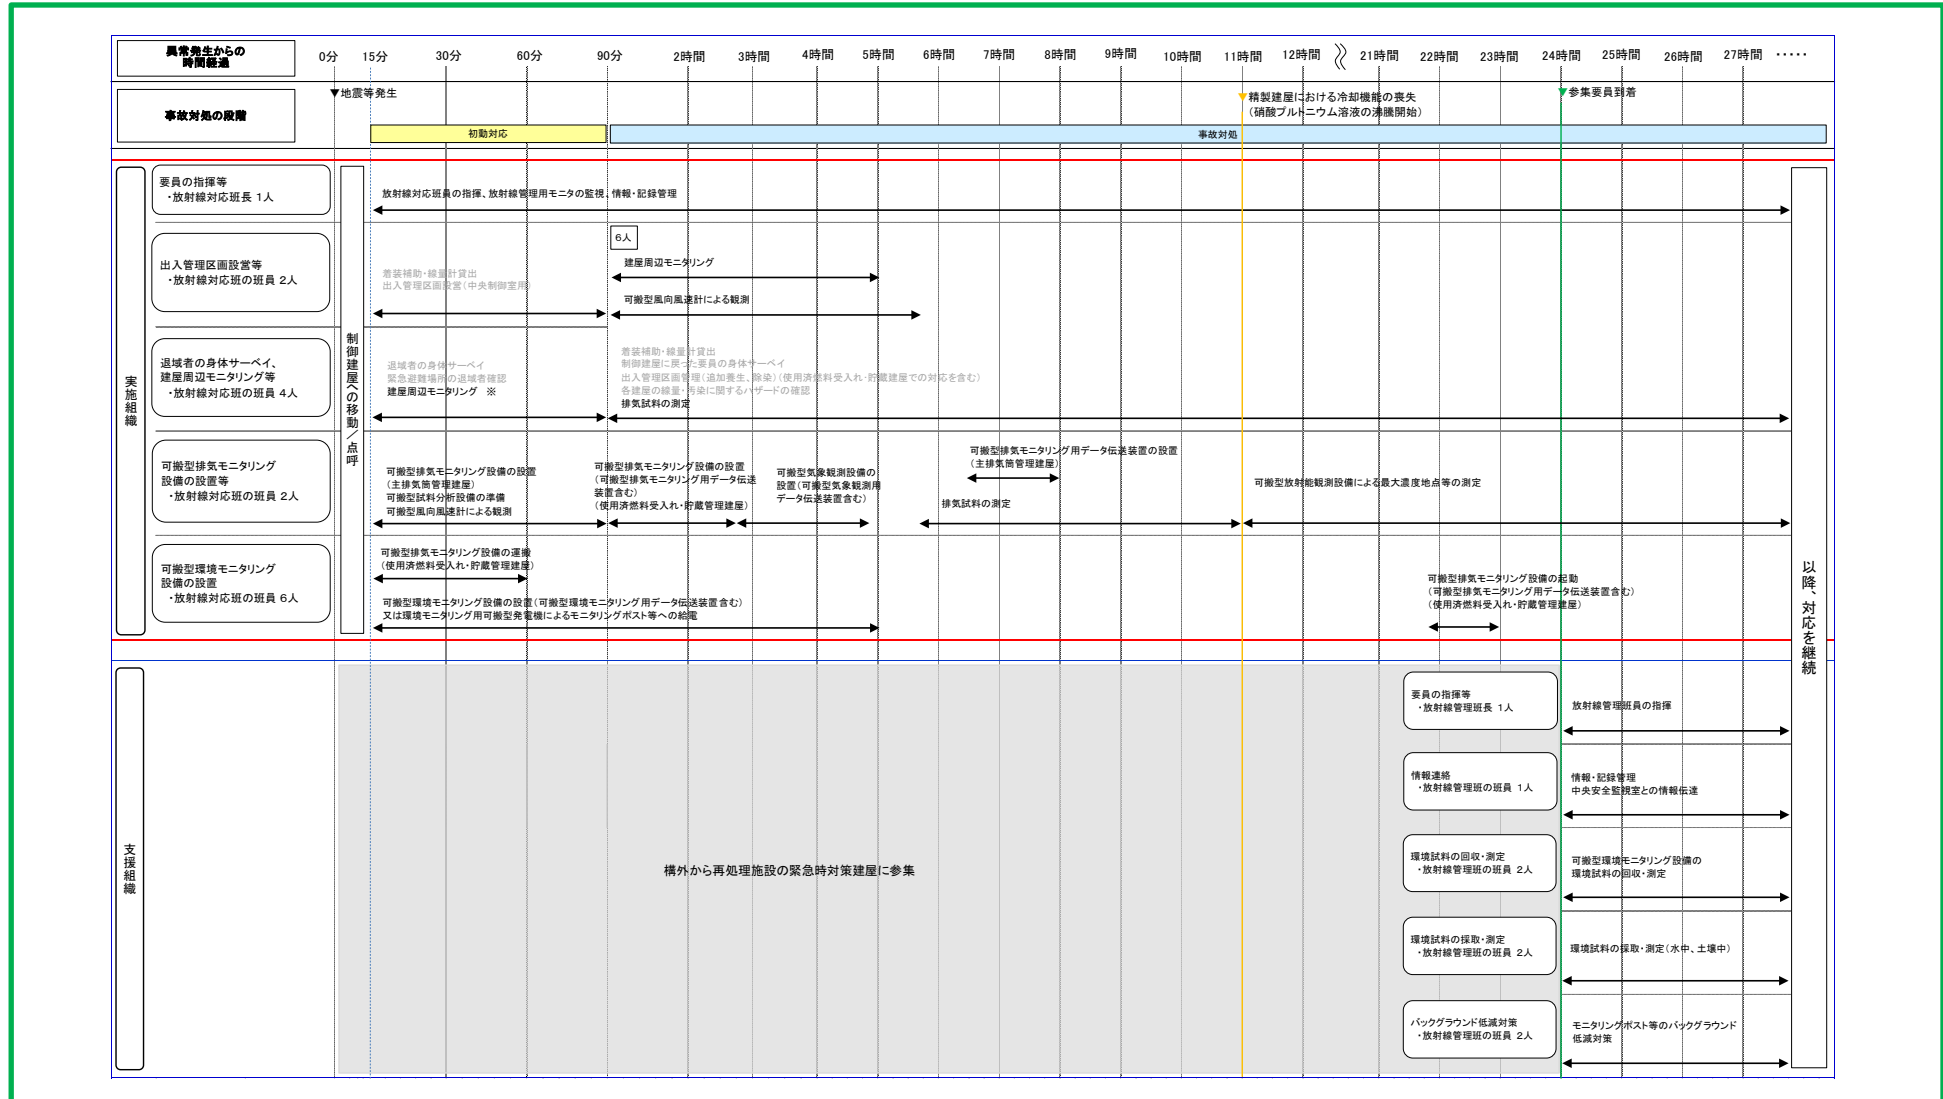 異常発生からの
時間経過
0分
15分
30分
60分
90分
2時間
3時間
4時間
5時間
6時間
7時間
8時間
9時間
10時間
11時間
12時間
21時間
22時間
23時間
24時間
25時間
26時間
27時間
・・・・・
事故対処の段階
▼地震等発生
▼精製建屋における冷却機能の喪失
(硝酸プルトニウム溶液の沸騰開始)
▼参集要員到着
初動対応
事故対処
実施組織
制御建屋への移動/点呼
以降、対応を継続
要員の指揮等
・放射線対応班長 1人
放射線対応班員の指揮、放射線管理用モニタの監視、情報・記録管理
出入管理区画設営等
・放射線対応班の班員 2人
着装補助・線量計貸出
出入管理区画設営(中央制御室用)
6人
建屋周辺モニタリング
可搬型風向風速計による観測
退域者の身体サーベイ、
建屋周辺モニタリング等
・放射線対応班の班員 4人
退域者の身体サーベイ
緊急避難場所の退域者確認
建屋周辺モニタリング ※
着装補助・線量計貸出
制御建屋に戻った要員の身体サーベイ
出入管理区画管理(追加養生、除染)(使用済燃料受入れ・貯蔵建屋での対応を含む)
各建屋の線量・汚染に関するハザードの確認
排気試料の測定
可搬型排気モニタリング
設備の設置等
・放射線対応班の班員 2人
可搬型排気モニタリング設備の設置
(主排気筒管理建屋)
可搬型試料分析設備の準備
可搬型風向風速計による観測
可搬型排気モニタリング設備の設置
(可搬型排気モニタリング用データ伝送
装置含む)
(使用済燃料受入れ・貯蔵管理建屋)
可搬型気象観測設備の
設置(可搬型気象観測用
データ伝送装置含む)
可搬型排気モニタリング用データ伝送装置の設置
(主排気筒管理建屋)
排気試料の測定
可搬型放射能観測設備による最大濃度地点等の測定
可搬型環境モニタリング
設備の設置
・放射線対応班の班員 6人
可搬型排気モニタリング設備の運搬
(使用済燃料受入れ・貯蔵管理建屋)
可搬型環境モニタリング設備の設置(可搬型環境モニタリング用データ伝送装置含む)
又は環境モニタリング用可搬型発電機によるモニタリングポスト等への給電
可搬型排気モニタリング設備の起動
(可搬型排気モニタリング用データ伝送装置含む)
(使用済燃料受入れ・貯蔵管理建屋)
支援組織
構外から再処理施設の緊急時対策建屋に参集
要員の指揮等
・放射線管理班長 1人
放射線管理班員の指揮
情報連絡
・放射線管理班の班員 1人
情報・記録管理
中央安全監視室との情報伝達
環境試料の回収・測定
・放射線管理班の班員 2人
可搬型環境モニタリング設備の
環境試料の回収・測定
環境試料の採取・測定
・放射線管理班の班員 2人
環境試料の採取・測定(水中、土壌中)
バックグラウンド低減対策
・放射線管理班の班員 2人
モニタリングポスト等のバックグラウンド
低減対策